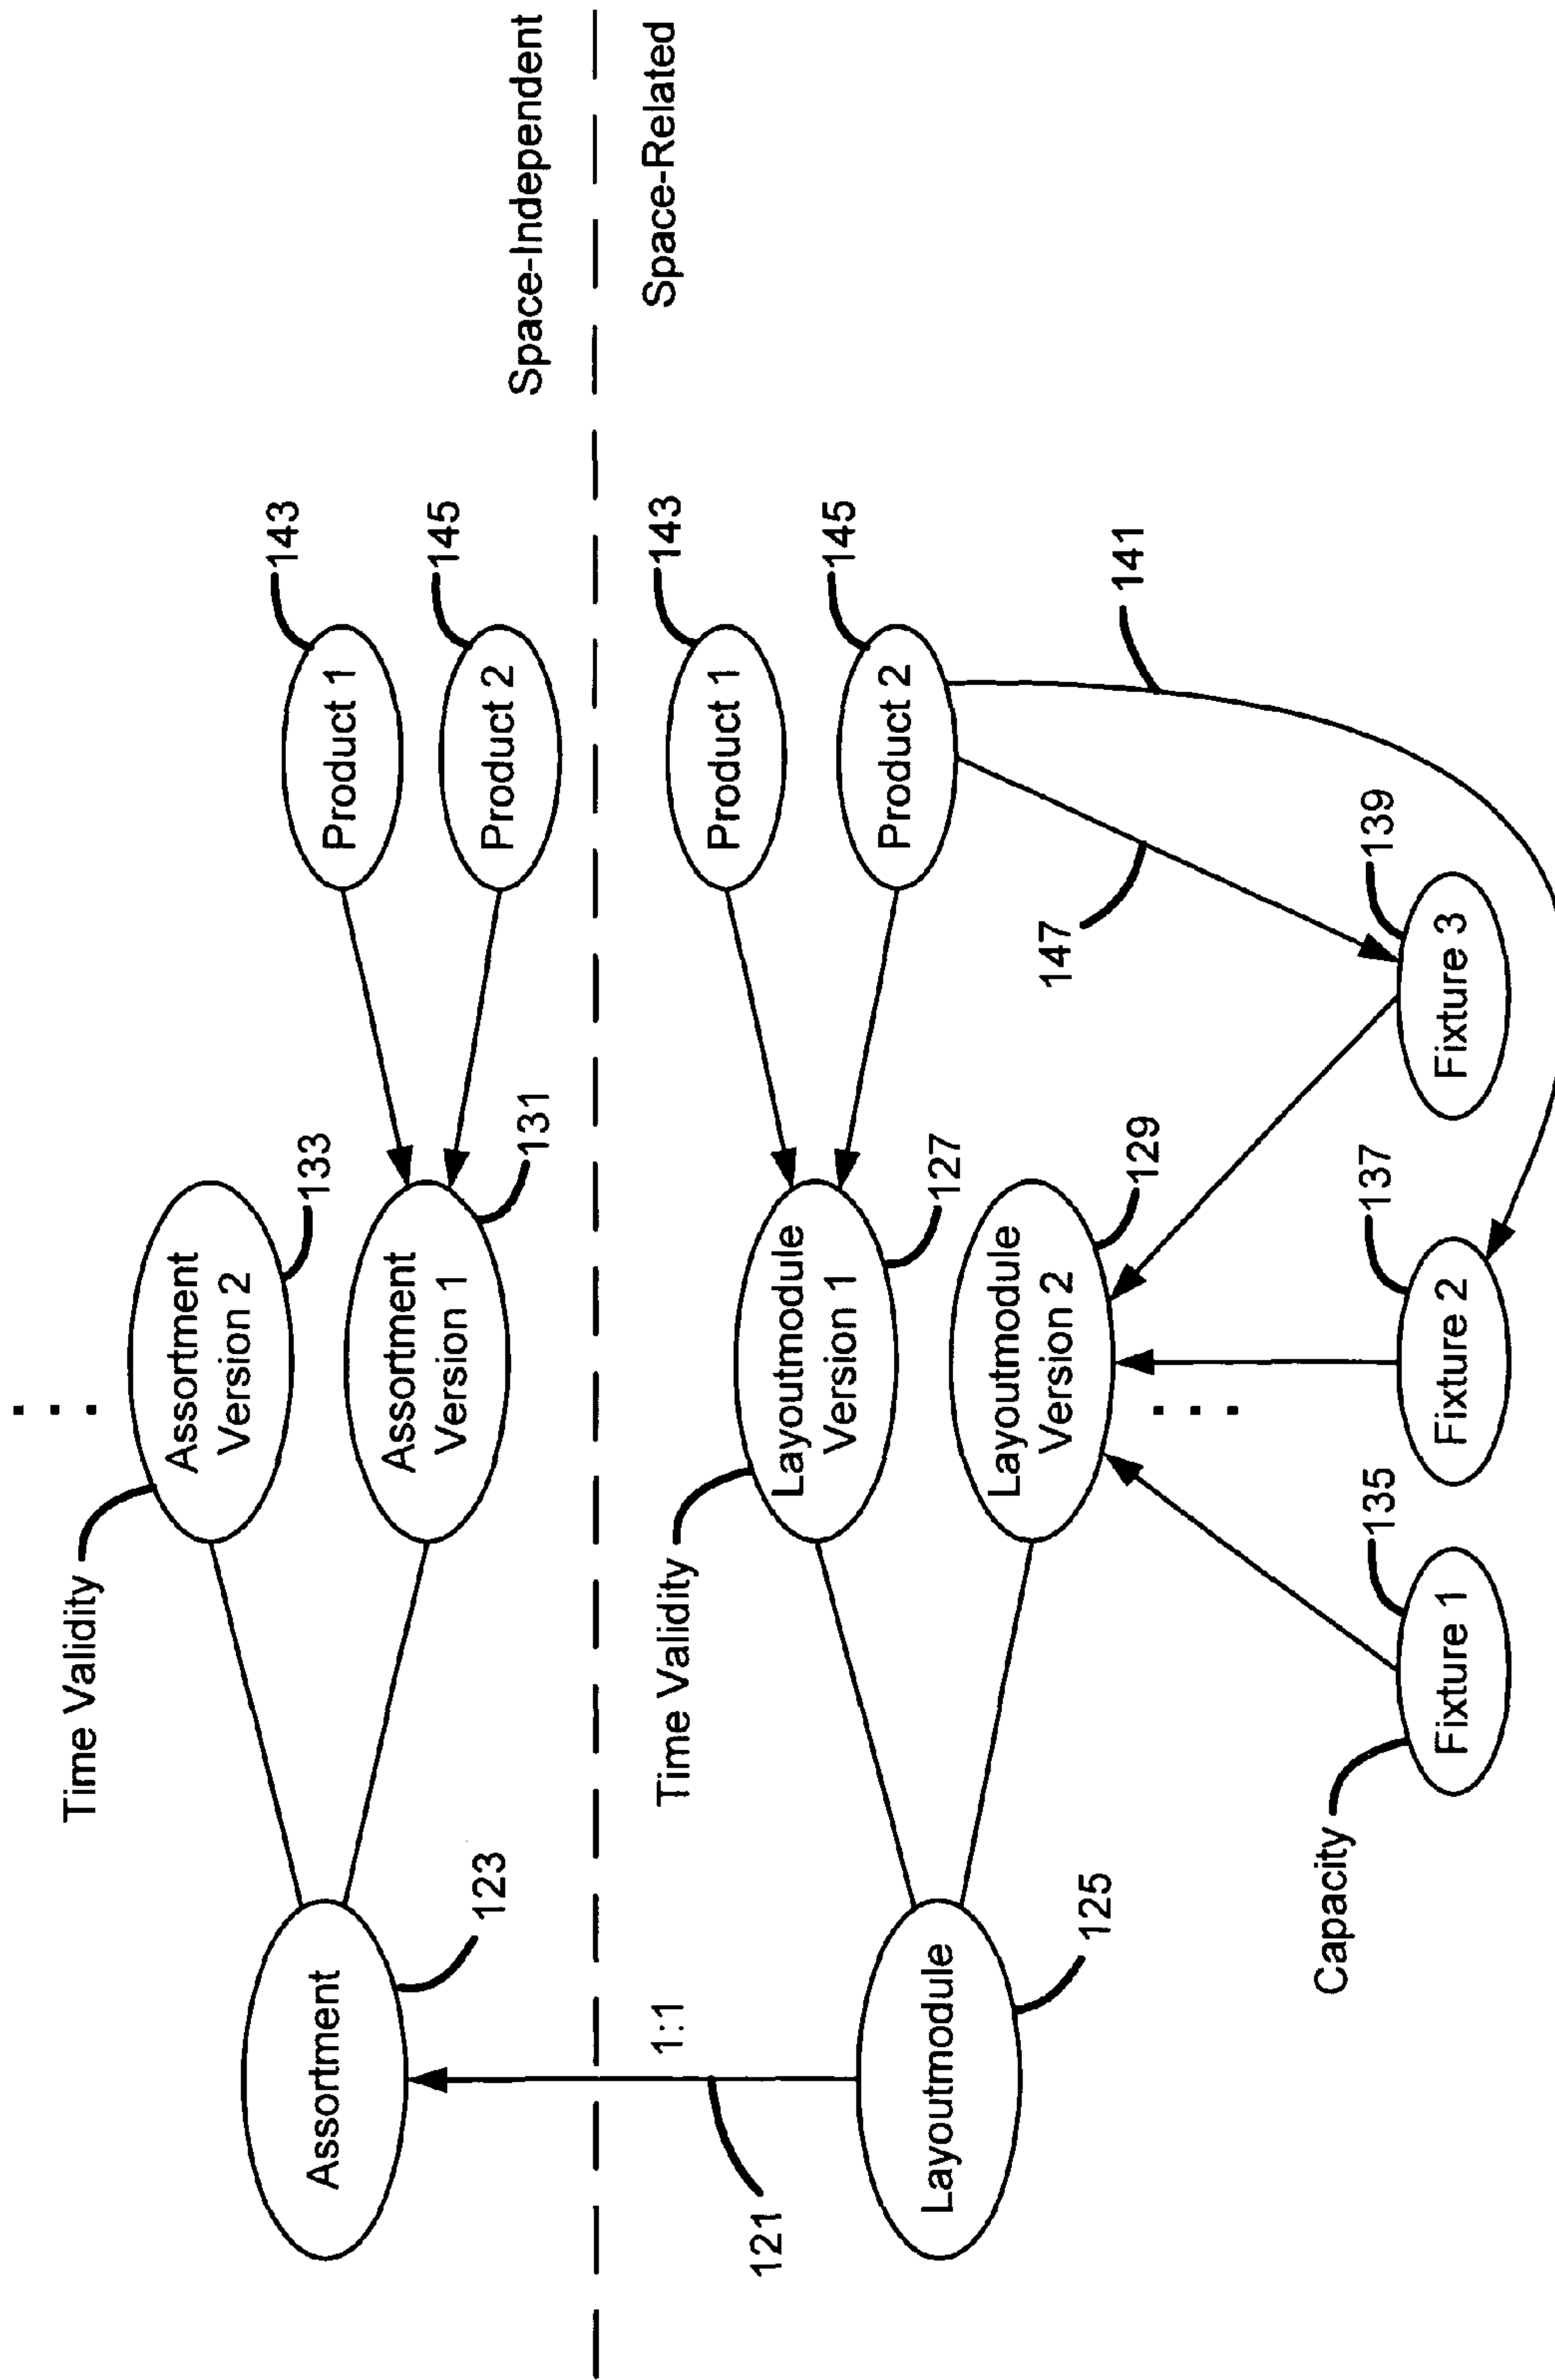 Space-Independent
Space-Related
Time Validity
Assortment
Version 2
133
Assortment
Version 1
131
Product 1
143
Product 2
145
Assortment
123
1:1
121
Layoutmodule
125
Time Validity
Layoutmodule
Version 1
127
Layoutmodule
Version 2
129
Product 1
143
Product 2
145
147
141
Capacity
Fixture 1
135
Fixture 2
137
Fixture 3
139